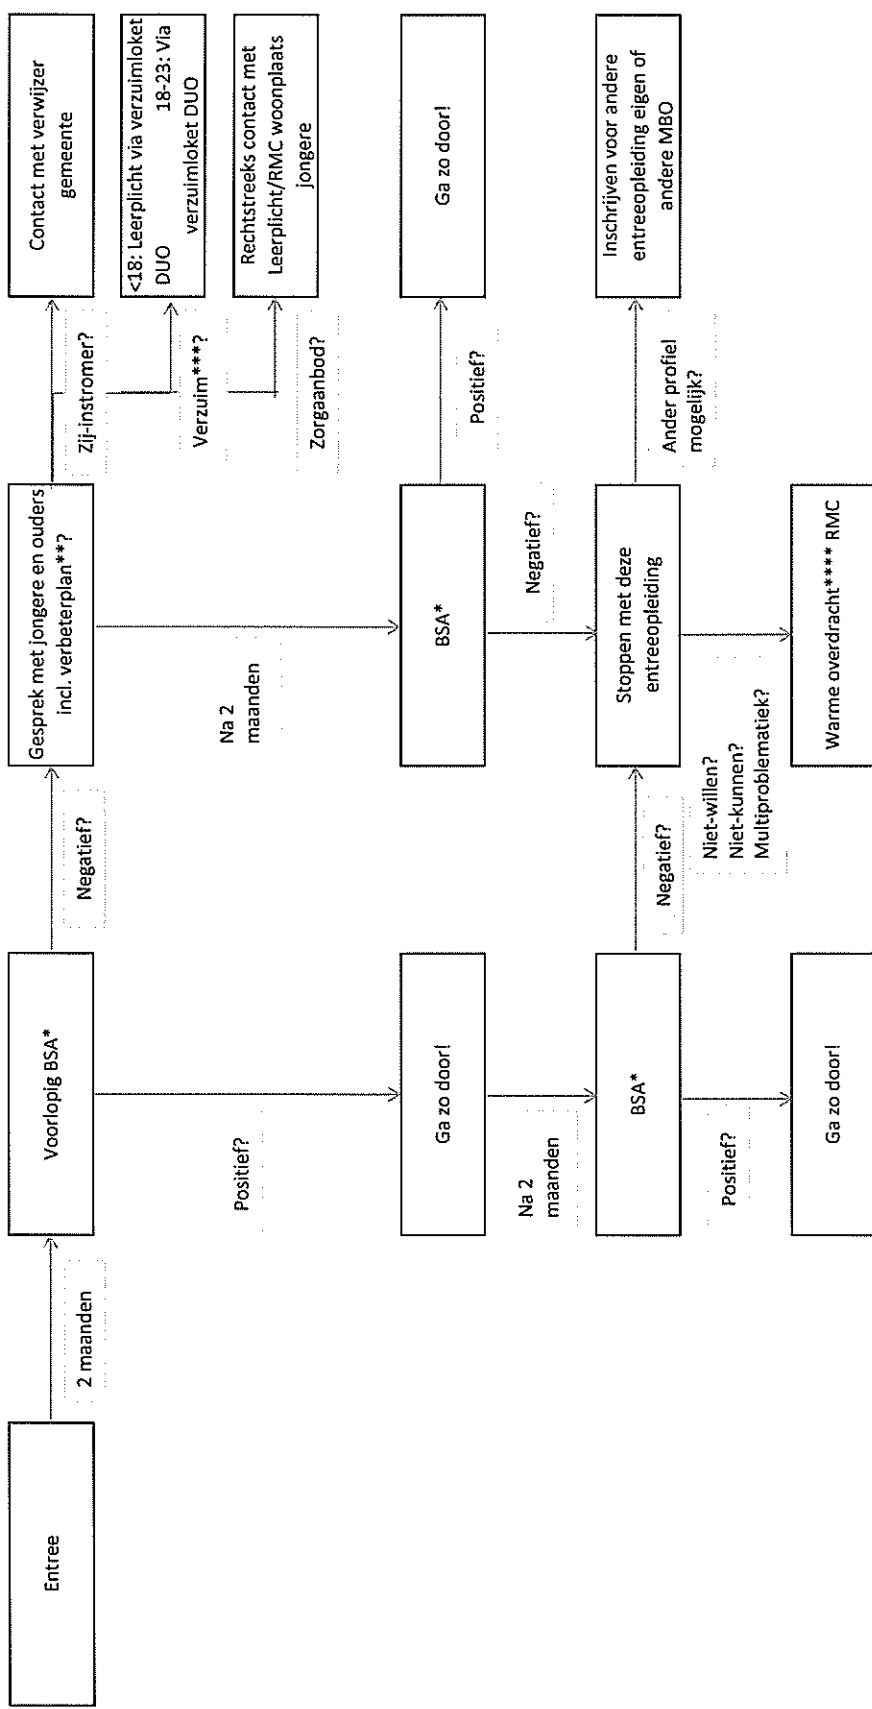 Entree
2 maanden
Voorlopig BSA*
Negatief?
Gesprek met jongere en ouders
incl. verbeterplan**?
Zij-instromer?
Contact met verwijzer
gemeente
Verzuim***?
<18: Leerplicht via verzuimloket
DUO 18-23: Via
verzuimloket DUO
Zorgaanbod?
Rechtstreeks contact met
Leerplicht/RMC woonplaats
jongere
Positief?
Na 2
maanden
Ga zo door!
BSA*
Positief?
Ga zo door!
Na 2
maanden
Negatief?
BSA*
Negatief?
Stoppen met deze
entreeopleiding
Ander profiel
mogelijk?
Inschrijven voor andere
entreeopleiding eigen of
andere MBO
Positief?
Niet-willen?
Niet-kunnen?
Multiproblematiek?
Ga zo door!
Warme overdracht**** RMC